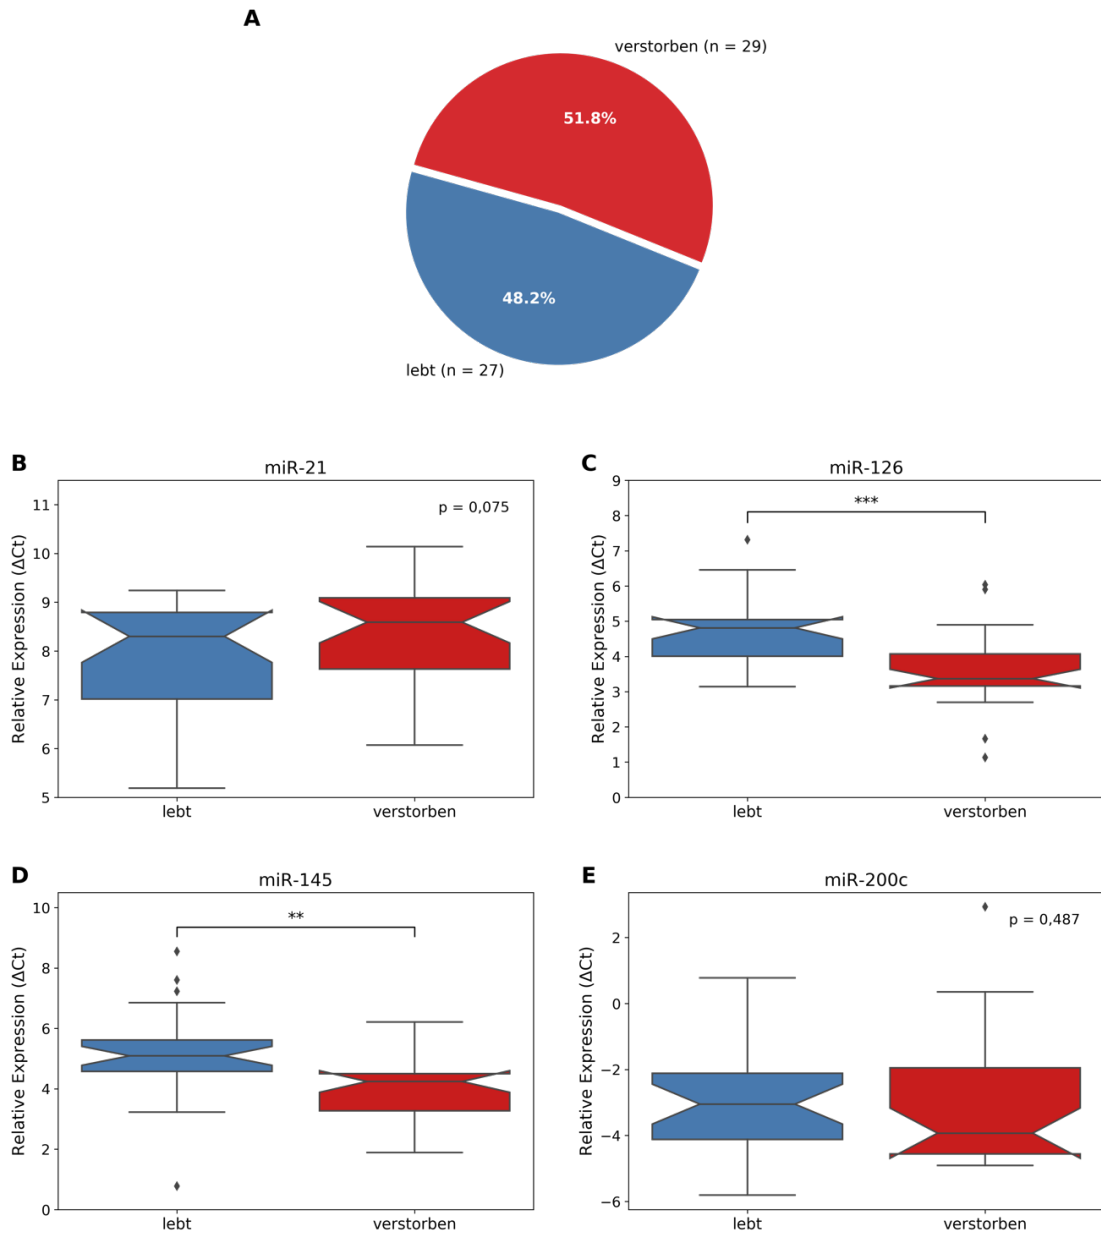 A
verstorben (n = 29)
51.8%
48.2%
lebt (n = 27)
B
miR-21
p = 0,075
Relative Expression (ΔCt)
11
10
9
8
7
6
5
lebt
verstorben
C
miR-126
***
Relative Expression (ΔCt)
9
8
7
6
5
4
3
2
1
0
lebt
verstorben
D
miR-145
**
Relative Expression (ΔCt)
10
8
6
4
2
0
lebt
verstorben
E
miR-200c
p = 0,487
Relative Expression (ΔCt)
2
0
−2
−4
−6
lebt
verstorben